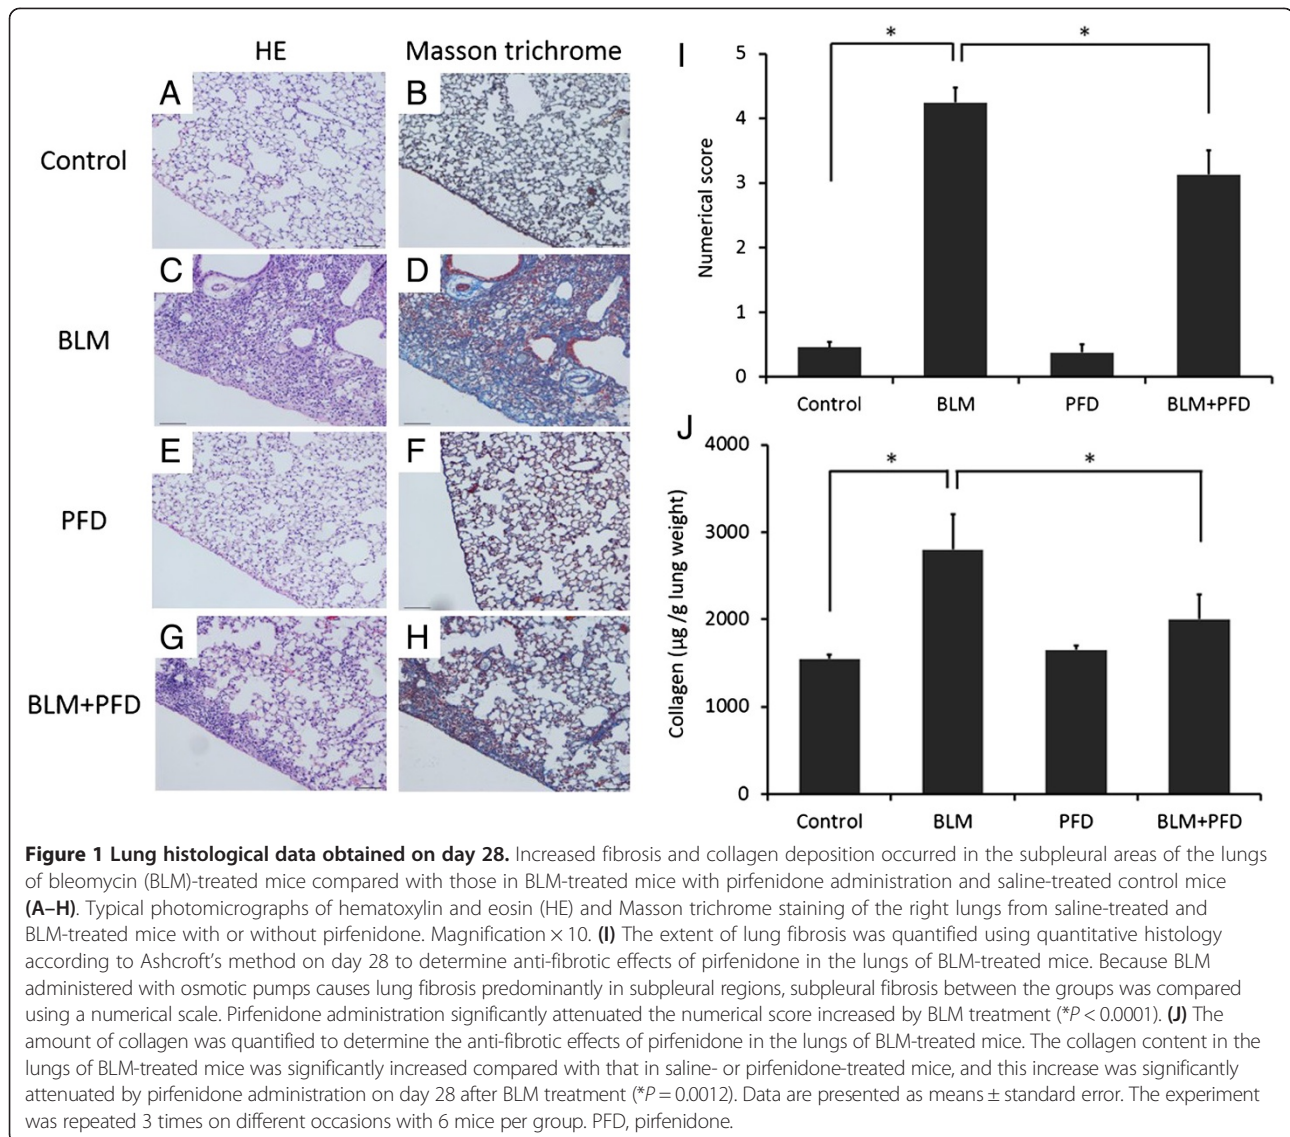 HE
Masson trichrome
Control
A
B
BLM
C
D
PFD
E
F
BLM+PFD
G
H
I
*
*
Numerical score
5
4
3
2
1
0
Control BLM PFD BLM+PFD
J
*
*
Collagen (µg /g lung weight)
4000
3000
2000
1000
0
Control BLM PFD BLM+PFD
Figure 1 Lung histological data obtained on day 28. Increased fibrosis and collagen deposition occurred in the subpleural areas of the lungs
of bleomycin (BLM)-treated mice compared with those in BLM-treated mice with pirfenidone administration and saline-treated control mice
(A–H). Typical photomicrographs of hematoxylin and eosin (HE) and Masson trichrome staining of the right lungs from saline-treated and
BLM-treated mice with or without pirfenidone. Magnification × 10. (I) The extent of lung fibrosis was quantified using quantitative histology
according to Ashcroft’s method on day 28 to determine anti-fibrotic effects of pirfenidone in the lungs of BLM-treated mice. Because BLM
administered with osmotic pumps causes lung fibrosis predominantly in subpleural regions, subpleural fibrosis between the groups was compared
using a numerical scale. Pirfenidone administration significantly attenuated the numerical score increased by BLM treatment (*P < 0.0001). (J) The
amount of collagen was quantified to determine the anti-fibrotic effects of pirfenidone in the lungs of BLM-treated mice. The collagen content in the
lungs of BLM-treated mice was significantly increased compared with that in saline- or pirfenidone-treated mice, and this increase was significantly
attenuated by pirfenidone administration on day 28 after BLM treatment (*P = 0.0012). Data are presented as means ± standard error. The experiment
was repeated 3 times on different occasions with 6 mice per group. PFD, pirfenidone.